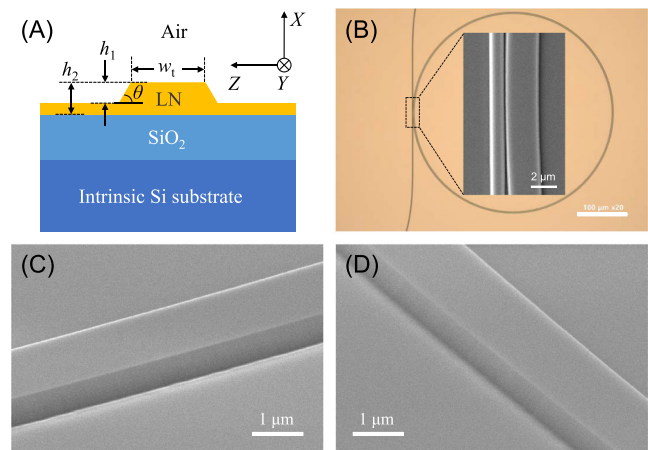 (A)
Air
X
h₁
h₂
wₜ
Z
Y
θ
LN
SiO₂
Intrinsic Si substrate
(B)
2 μm
100 μm x20
(C)
1 μm
(D)
1 μm